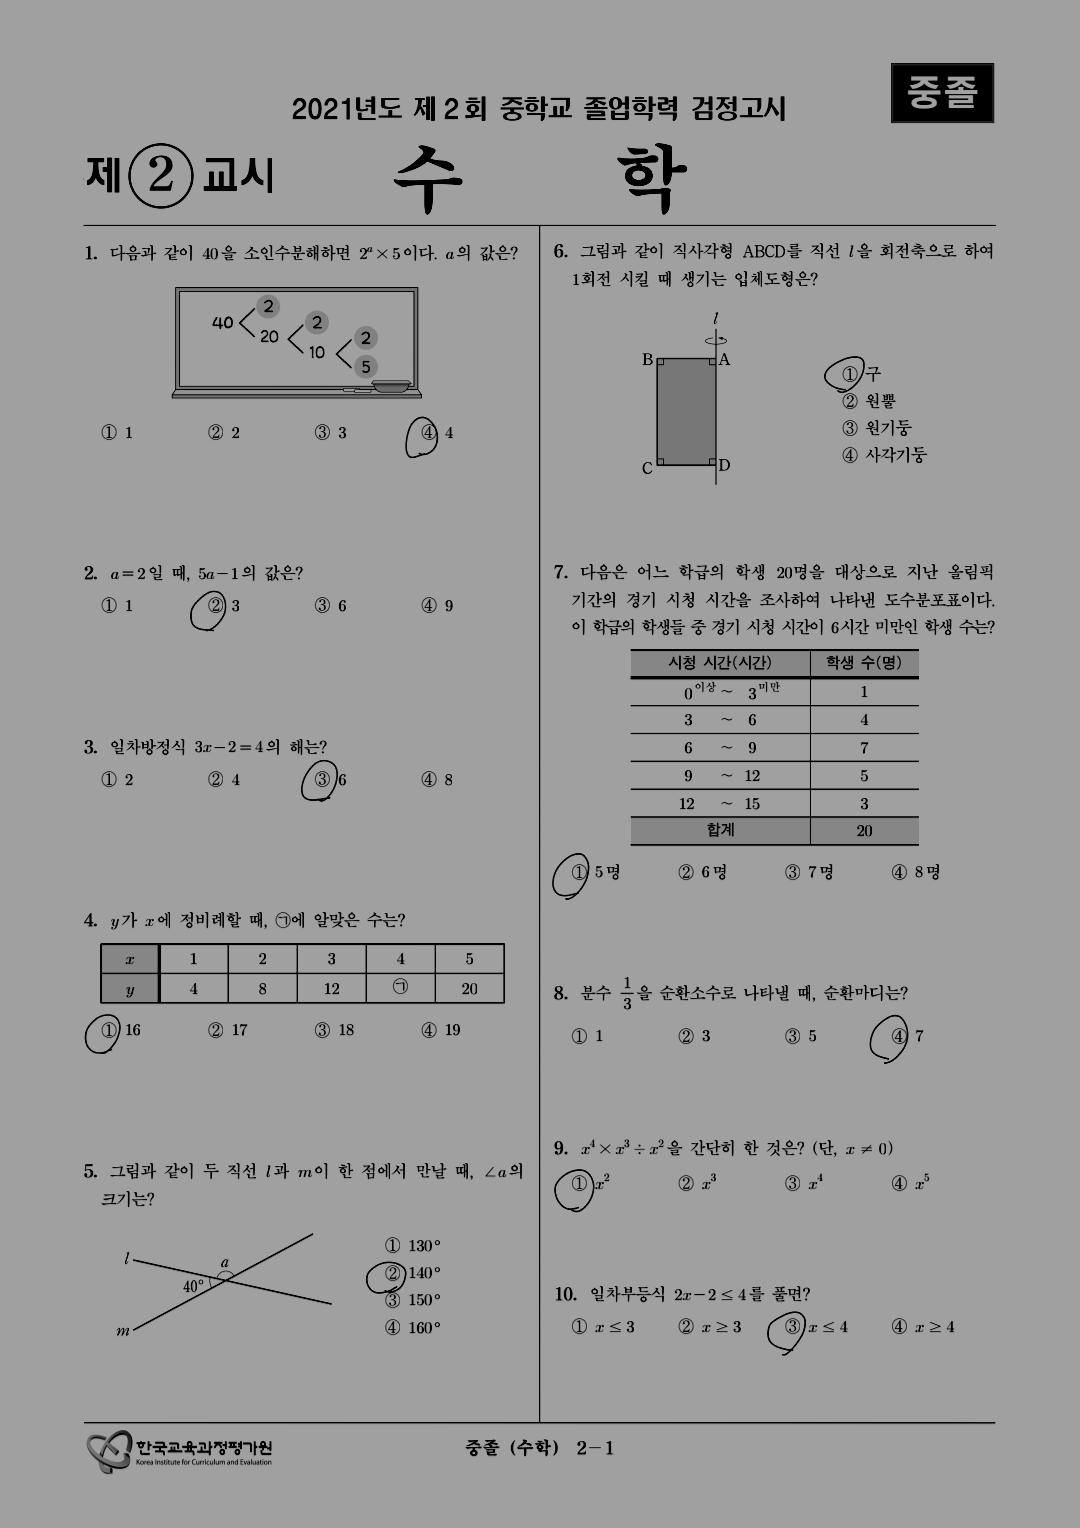 중졸
2021년도 제 2 회 중학교 졸업학력 검정고시
제 2 교시 수 학
1. 다음과 같이 40을 소인수분해하면 2ᵃ×5이다. a의 값은?
40
2
20
2
10
2
5
① 1 ② 2 ③ 3 ④ 4
2. a=2일 때, 5a-1의 값은?
① 1 ② 3 ③ 6 ④ 9
3. 일차방정식 3x-2=4의 해는?
① 2 ② 4 ③ 6 ④ 8
4. y가 x에 정비례할 때, ㉠에 알맞은 수는?
x 1 2 3 4 5
y 4 8 12 ㉠ 20
① 16 ② 17 ③ 18 ④ 19
5. 그림과 같이 두 직선 l과 m이 한 점에서 만날 때, ∠a의
크기는?
l
a
40°
m
① 130°
② 140°
③ 150°
④ 160°
6. 그림과 같이 직사각형 ABCD를 직선 l을 회전축으로 하여
1회전 시킬 때 생기는 입체도형은?
l
B A
C D
① 구
② 원뿔
③ 원기둥
④ 사각기둥
7. 다음은 어느 학급의 학생 20명을 대상으로 지난 올림픽
기간의 경기 시청 시간을 조사하여 나타낸 도수분포표이다.
이 학급의 학생들 중 경기 시청 시간이 6시간 미만인 학생 수는?
시청 시간(시간) 학생 수(명)
0이상 ~ 3미만 1
3 ~ 6 4
6 ~ 9 7
9 ~ 12 5
12 ~ 15 3
합계 20
① 5명 ② 6명 ③ 7명 ④ 8명
8. 분수 1/3을 순환소수로 나타낼 때, 순환마디는?
① 1 ② 3 ③ 5 ④ 7
9. x⁴×x³÷x²을 간단히 한 것은? (단, x ≠ 0)
① x² ② x³ ③ x⁴ ④ x⁵
10. 일차부등식 2x-2 ≤ 4를 풀면?
① x ≤ 3 ② x ≥ 3 ③ x ≤ 4 ④ x ≥ 4
한국교육과정평가원
Korea Institute for Curriculum and Evaluation
중졸 (수학) 2-1